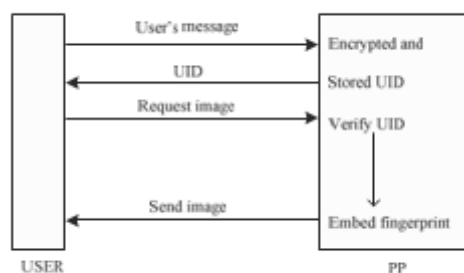 User's message
Encrypted and
UID
Stored UID
Request image
Verify UID
Send image
Embed fingerprint
USER
PP